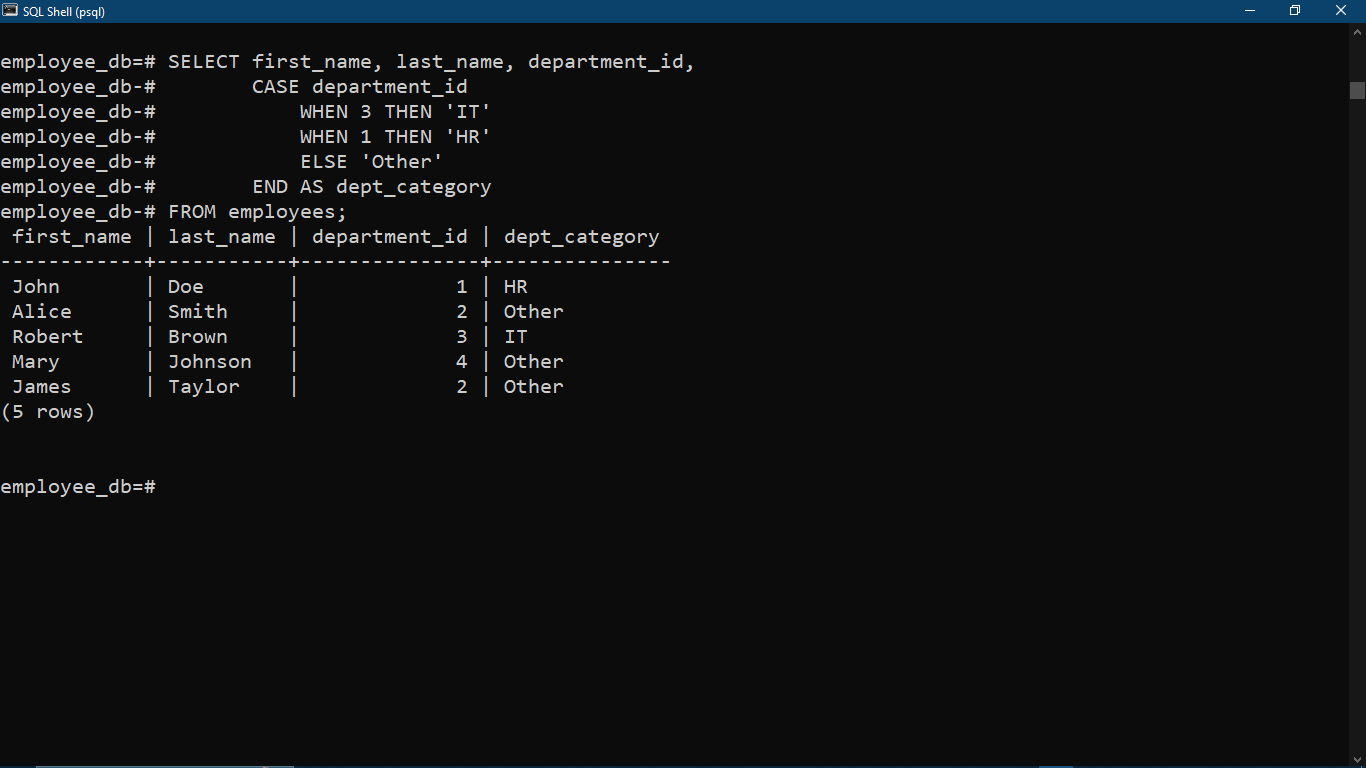 SQL Shell (psql)
employee_db=# SELECT first_name, last_name, department_id,
employee_db-#        CASE department_id
employee_db-#            WHEN 3 THEN 'IT'
employee_db-#            WHEN 1 THEN 'HR'
employee_db-#            ELSE 'Other'
employee_db-#        END AS dept_category
employee_db-# FROM employees;
 first_name | last_name | department_id | dept_category
------------+-----------+---------------+---------------
 John       | Doe       |             1 | HR
 Alice      | Smith     |             2 | Other
 Robert     | Brown     |             3 | IT
 Mary       | Johnson   |             4 | Other
 James      | Taylor    |             2 | Other
(5 rows)
employee_db=#